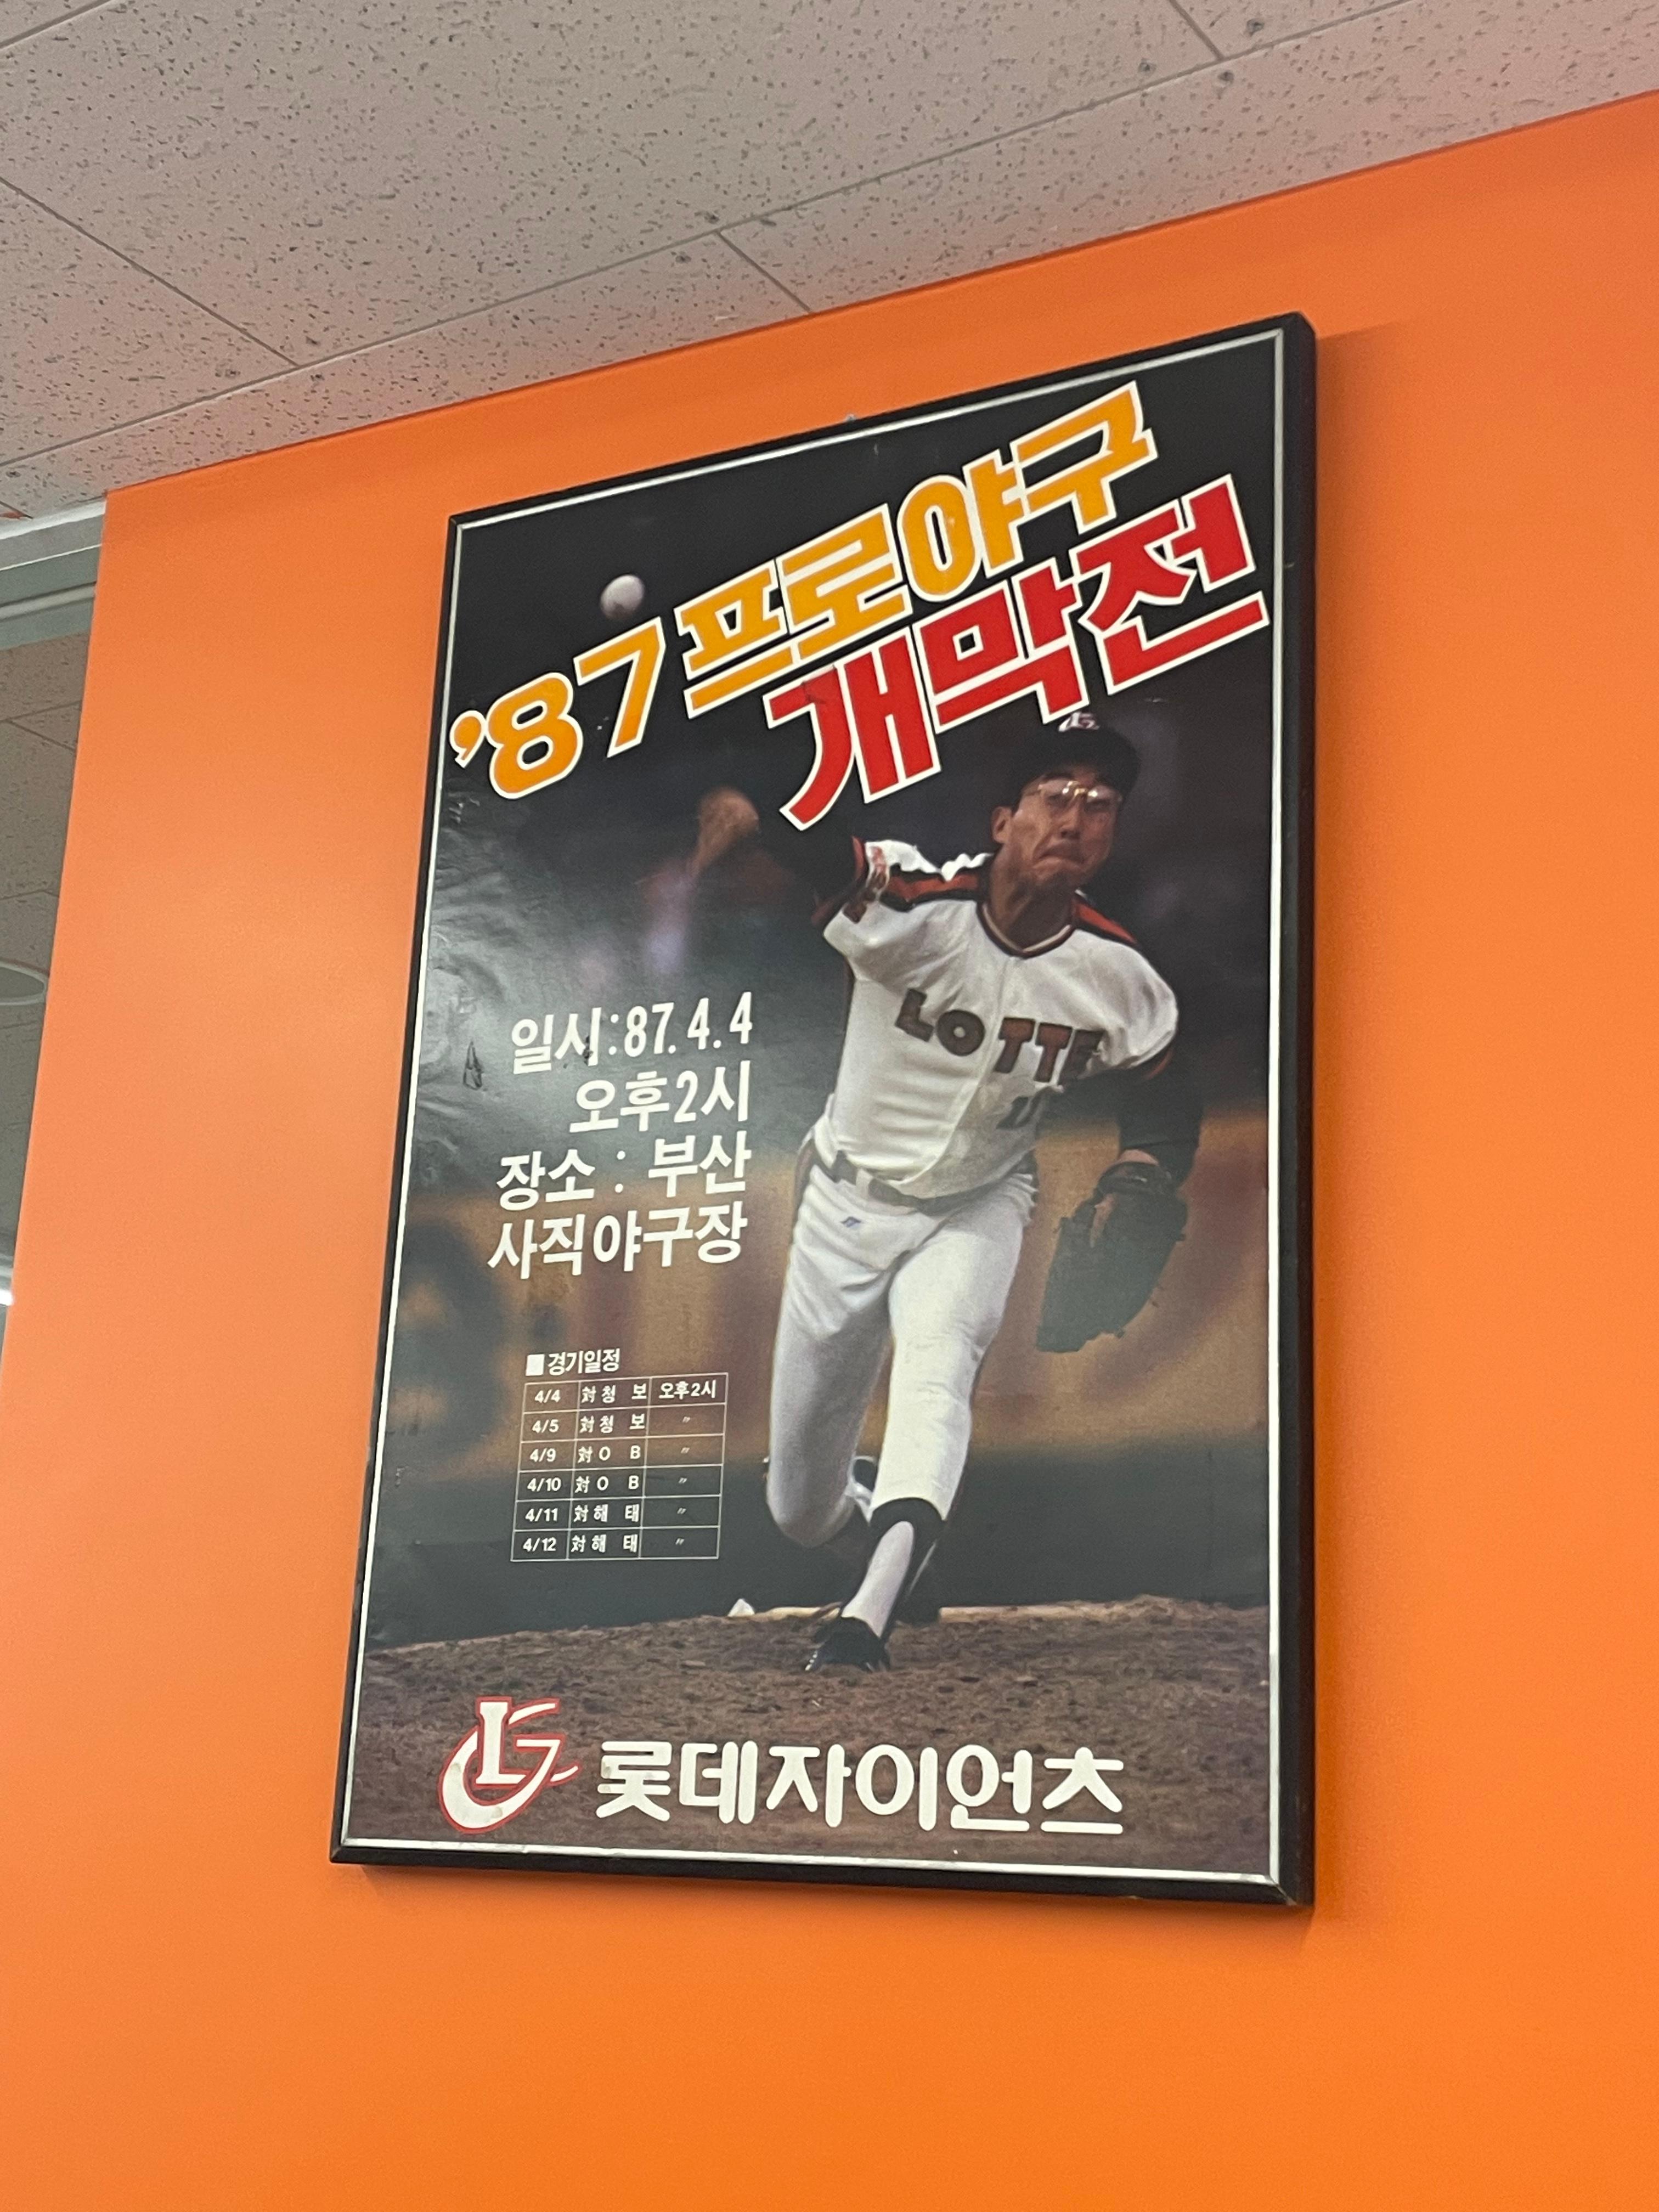 '87프로야구
개막전
LOTTE
일시:87.4.4
오후2시
장소 : 부산
사직야구장
■경기일정
4/4 対청 보 오후2시
4/5 対청 보 〃
4/9 対O B 〃
4/10 対O B 〃
4/11 対해 태 〃
4/12 対해 태 〃
롯데자이언츠